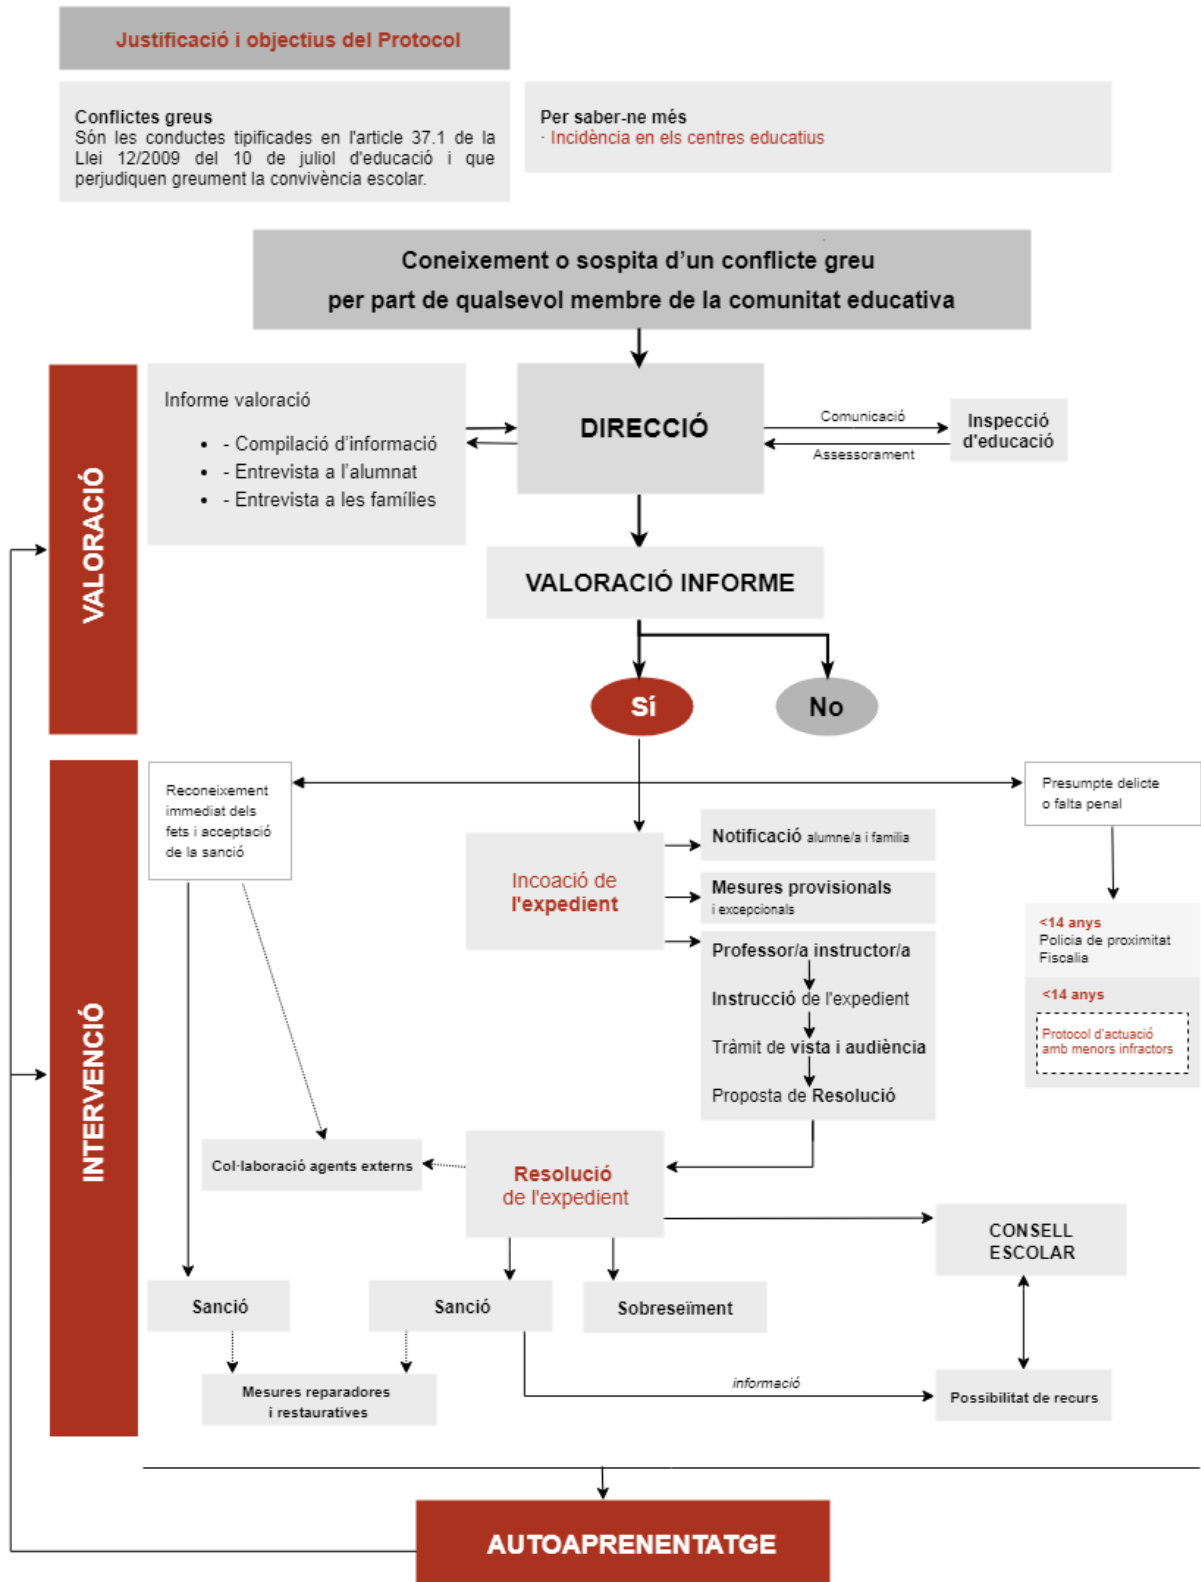 Justificació i objectius del Protocol
Conflictes greus
Són les conductes tipificades en l'article 37.1 de la
Llei 12/2009 del 10 de juliol d'educació i que
perjudiquen greument la convivència escolar.
Per saber-ne més
· Incidència en els centres educatius
Coneixement o sospita d'un conflicte greu
per part de qualsevol membre de la comunitat educativa
VALORACIÓ
Informe valoració
• - Compilació d'informació
• - Entrevista a l'alumnat
• - Entrevista a les famílies
DIRECCIÓ
Comunicació
Assessorament
Inspecció
d'educació
VALORACIÓ INFORME
Sí
No
INTERVENCIÓ
Reconeixement
immediat dels
fets i acceptació
de la sanció
Presumpte delicte
o falta penal
Incoació de
l'expedient
Notificació alumne/a i familia
Mesures provisionals
i excepcionals
Professor/a instructor/a
Instrucció de l'expedient
Tràmit de vista i audiència
Proposta de Resolució
<14 anys
Policia de proximitat
Fiscalia
<14 anys
Protocol d'actuació
amb menors infractors
Col·laboració agents externs
Resolució
de l'expedient
CONSELL
ESCOLAR
Sanció
Sanció
Sobreseïment
Mesures reparadores
i restauratives
informació
Possibilitat de recurs
AUTOAPRENENTATGE